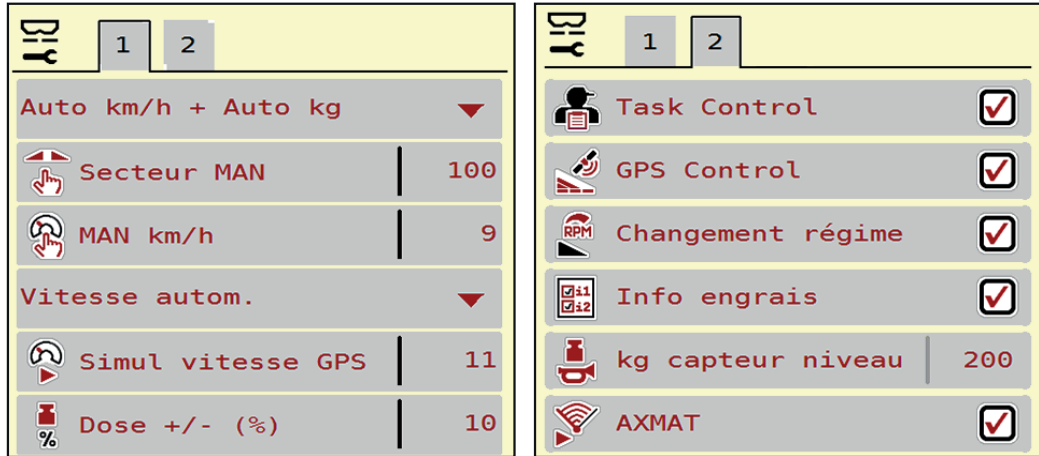 1 2
Auto km/h + Auto kg
Secteur MAN 100
MAN km/h 9
Vitesse autom.
Simul vitesse GPS 11
% Dose +/- (%) 10
1 2
Task Control
GPS Control
RPM Changement régime
i1 i2 Info engrais
kg capteur niveau 200
AXMAT